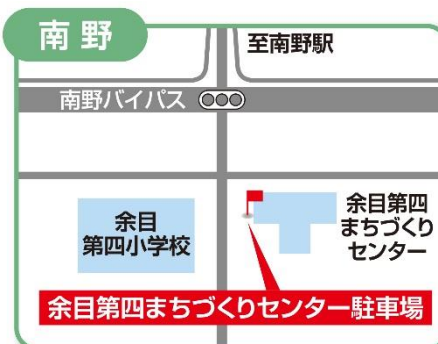 南野
至南野駅
南野バイパス
余目
第四小学校
余目第四
まちづくり
センター
余目第四まちづくりセンター駐車場